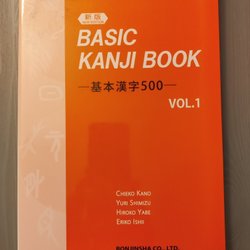 新版
BASIC
KANJI BOOK
—基本漢字500—
VOL.1
CHIEKO KANO
YURI SHIMIZU
HIROKO YABE
ERIKO ISHII
BONJINSHA CO., LTD.